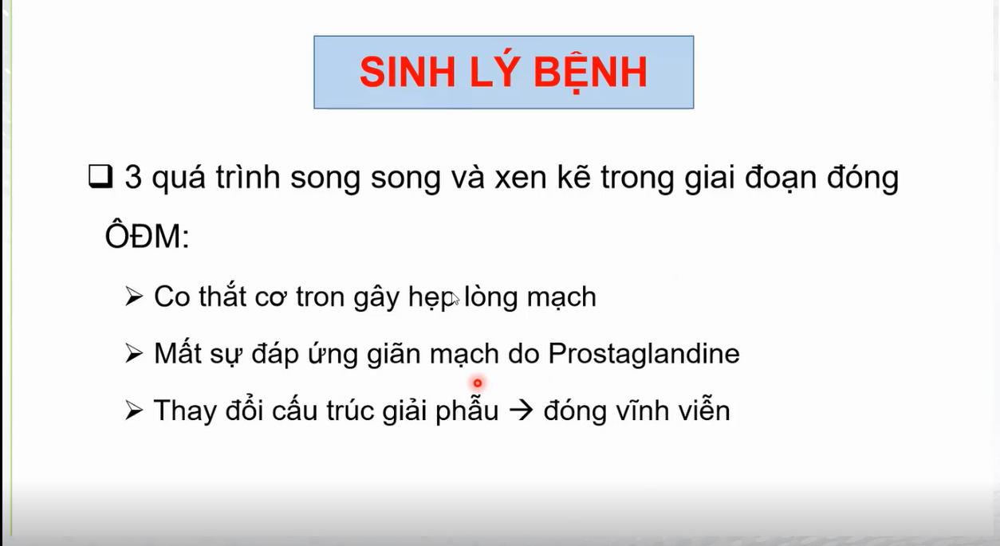 SINH LÝ BỆNH
❑ 3 quá trình song song và xen kẽ trong giai đoạn đóng
ÔĐM:
➢ Co thắt cơ tron gây hẹp lòng mạch
➢ Mất sự đáp ứng giãn mạch do Prostaglandine
➢ Thay đổi cấu trúc giải phẫu → đóng vĩnh viễn